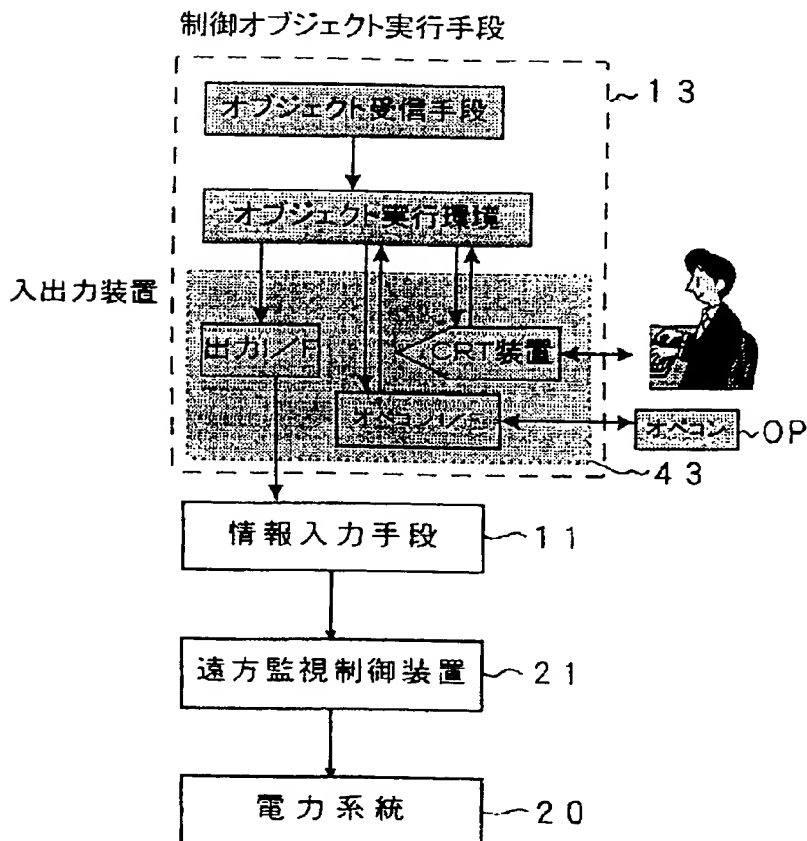 制御オブジェクト実行手段
13
オブジェクト受信手段
オブジェクト実行環境
入出力装置
出力I/F
CRT装置
オペコンI/F
オペコン
OP
43
情報入力手段
11
遠方監視制御装置
21
電力系統
20